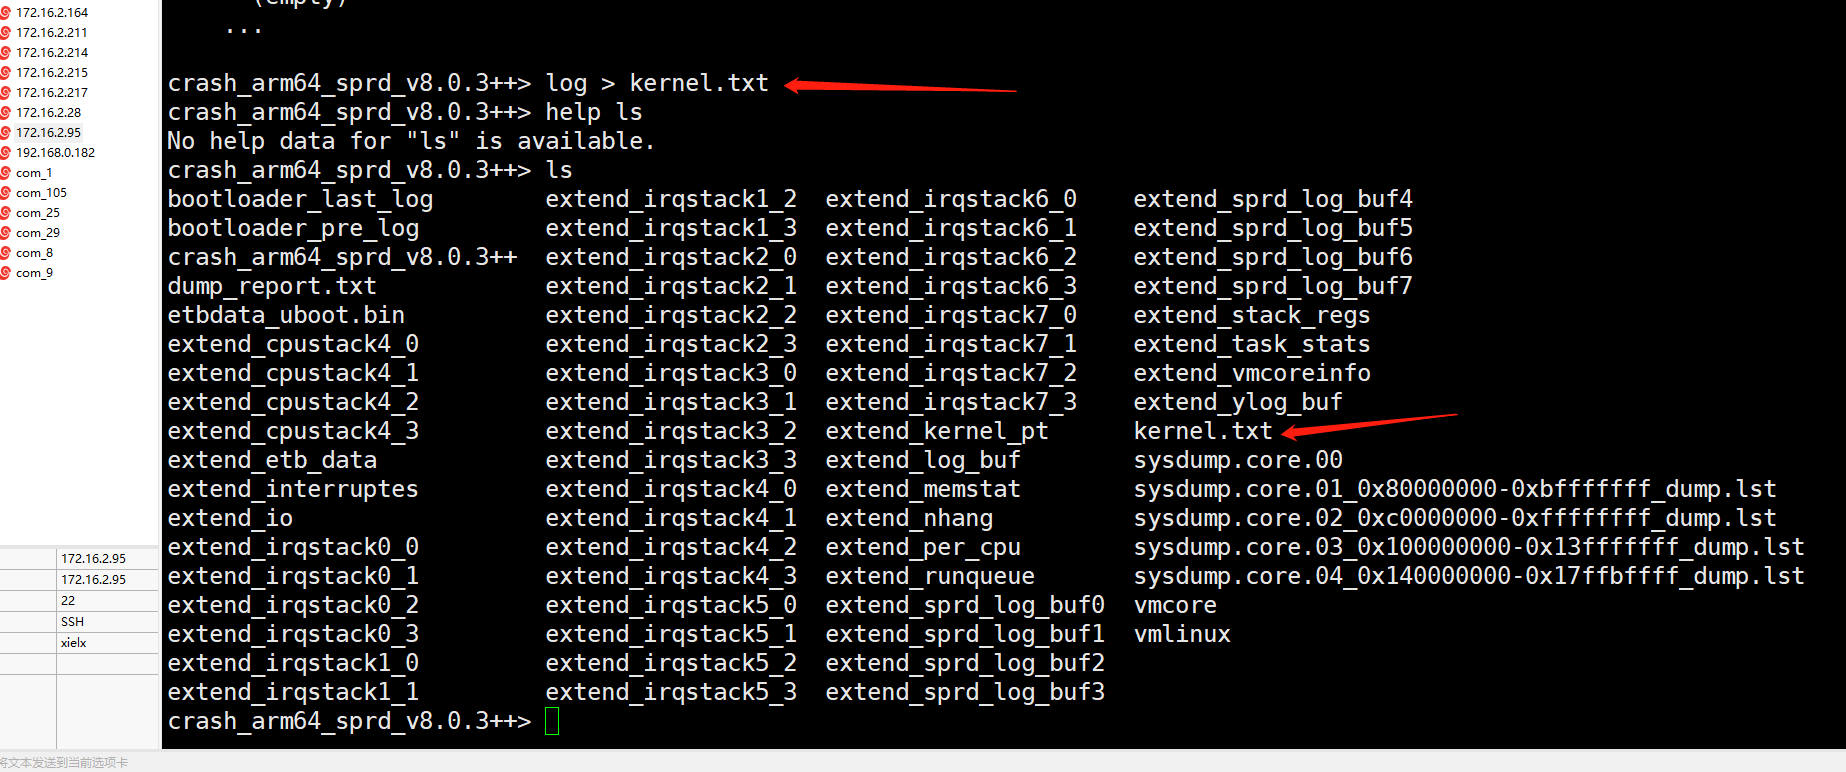 172.16.2.164
172.16.2.211
172.16.2.214
172.16.2.215
172.16.2.217
172.16.2.28
172.16.2.95
192.168.0.182
com_1
com_105
com_25
com_29
com_8
com_9
172.16.2.95
172.16.2.95
22
SSH
xielx
(empty)
...
crash_arm64_sprd_v8.0.3++> log > kernel.txt
crash_arm64_sprd_v8.0.3++> help ls
No help data for "ls" is available.
crash_arm64_sprd_v8.0.3++> ls
bootloader_last_log extend_irqstack1_2 extend_irqstack6_0 extend_sprd_log_buf4
bootloader_pre_log extend_irqstack1_3 extend_irqstack6_1 extend_sprd_log_buf5
crash_arm64_sprd_v8.0.3++ extend_irqstack2_0 extend_irqstack6_2 extend_sprd_log_buf6
dump_report.txt extend_irqstack2_1 extend_irqstack6_3 extend_sprd_log_buf7
etbdata_uboot.bin extend_irqstack2_2 extend_irqstack7_0 extend_stack_regs
extend_cpustack4_0 extend_irqstack2_3 extend_irqstack7_1 extend_task_stats
extend_cpustack4_1 extend_irqstack3_0 extend_irqstack7_2 extend_vmcoreinfo
extend_cpustack4_2 extend_irqstack3_1 extend_irqstack7_3 extend_ylog_buf
extend_cpustack4_3 extend_irqstack3_2 extend_kernel_pt kernel.txt
extend_etb_data extend_irqstack3_3 extend_log_buf sysdump.core.00
extend_interruptes extend_irqstack4_0 extend_memstat sysdump.core.01_0x80000000-0xbfffffff_dump.lst
extend_io extend_irqstack4_1 extend_nhang sysdump.core.02_0xc0000000-0xffffffff_dump.lst
extend_irqstack0_0 extend_irqstack4_2 extend_per_cpu sysdump.core.03_0x100000000-0x13fffffff_dump.lst
extend_irqstack0_1 extend_irqstack4_3 extend_runqueue sysdump.core.04_0x140000000-0x17ffbffff_dump.lst
extend_irqstack0_2 extend_irqstack5_0 extend_sprd_log_buf0 vmcore
extend_irqstack0_3 extend_irqstack5_1 extend_sprd_log_buf1 vmlinux
extend_irqstack1_0 extend_irqstack5_2 extend_sprd_log_buf2
extend_irqstack1_1 extend_irqstack5_3 extend_sprd_log_buf3
crash_arm64_sprd_v8.0.3++>
将文本发送到当前选项卡